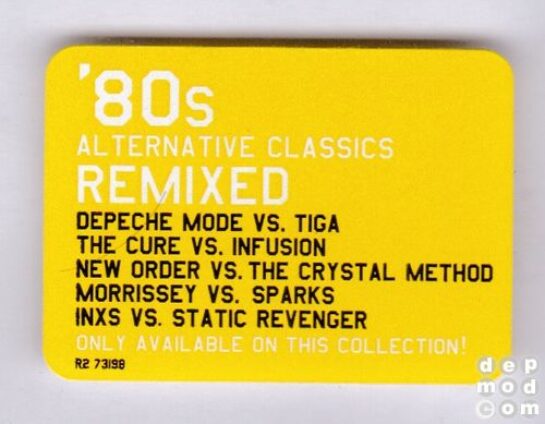 '80s
ALTERNATIVE CLASSICS
REMIXED
DEPECHE MODE VS. TIGA
THE CURE VS. INFUSION
NEW ORDER VS. THE CRYSTAL METHOD
MORRISSEY VS. SPARKS
INXS VS. STATIC REVENGER
ONLY AVAILABLE ON THIS COLLECTION!
R2 73198
dep
mod
com